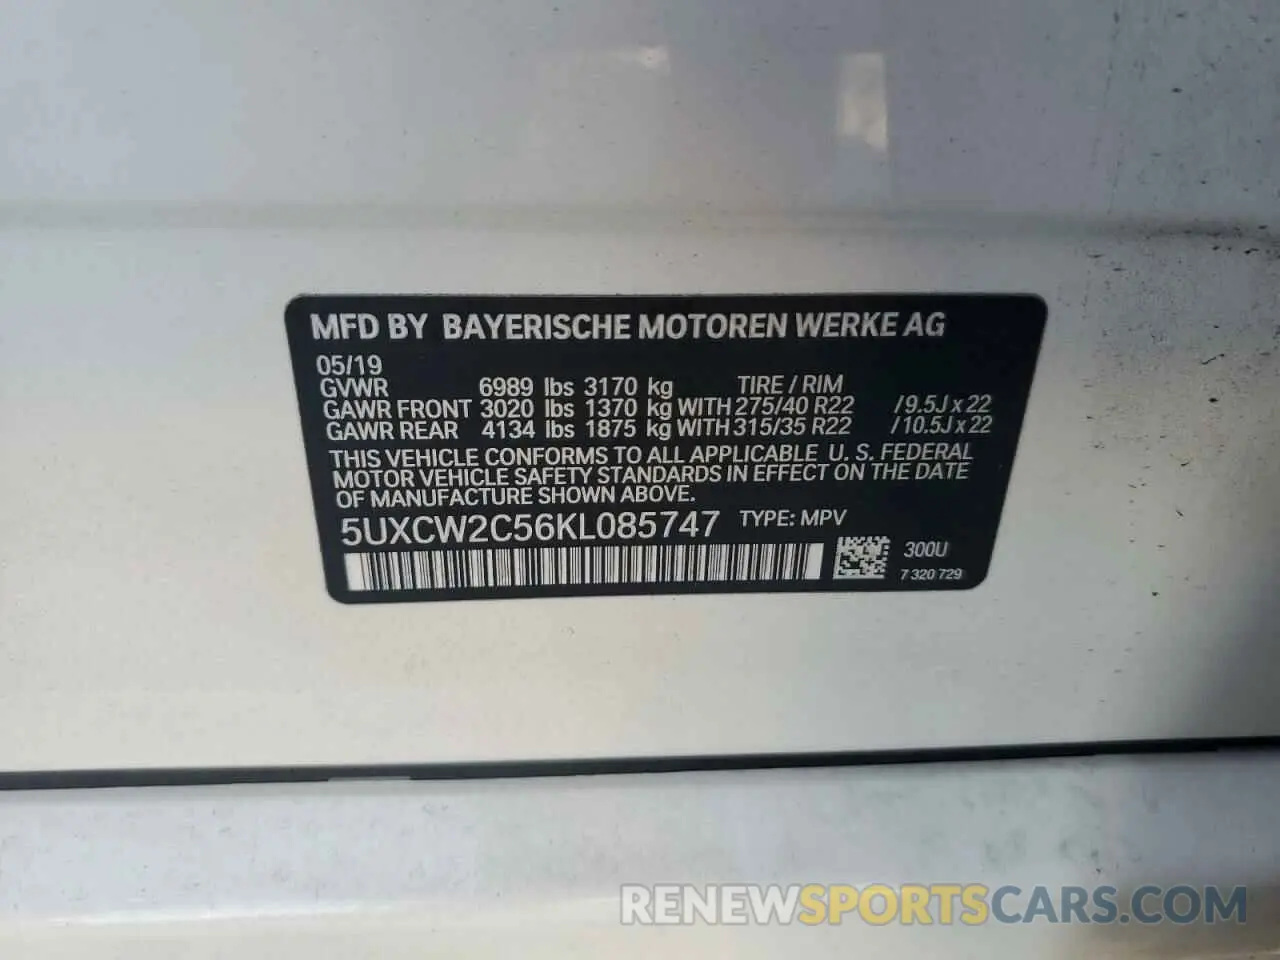 MFD BY BAYERISCHE MOTOREN WERKE AG
05/19
GVWR 6989 lbs 3170 kg TIRE / RIM
GAWR FRONT 3020 lbs 1370 kg WITH 275/40 R22 /9.5J x 22
GAWR REAR 4134 lbs 1875 kg WITH 315/35 R22 /10.5J x 22
THIS VEHICLE CONFORMS TO ALL APPLICABLE U. S. FEDERAL
MOTOR VEHICLE SAFETY STANDARDS IN EFFECT ON THE DATE
OF MANUFACTURE SHOWN ABOVE.
5UXCW2C56KL085747 TYPE: MPV
300U
7 320 729
RENEWSPORTSCARS.COM